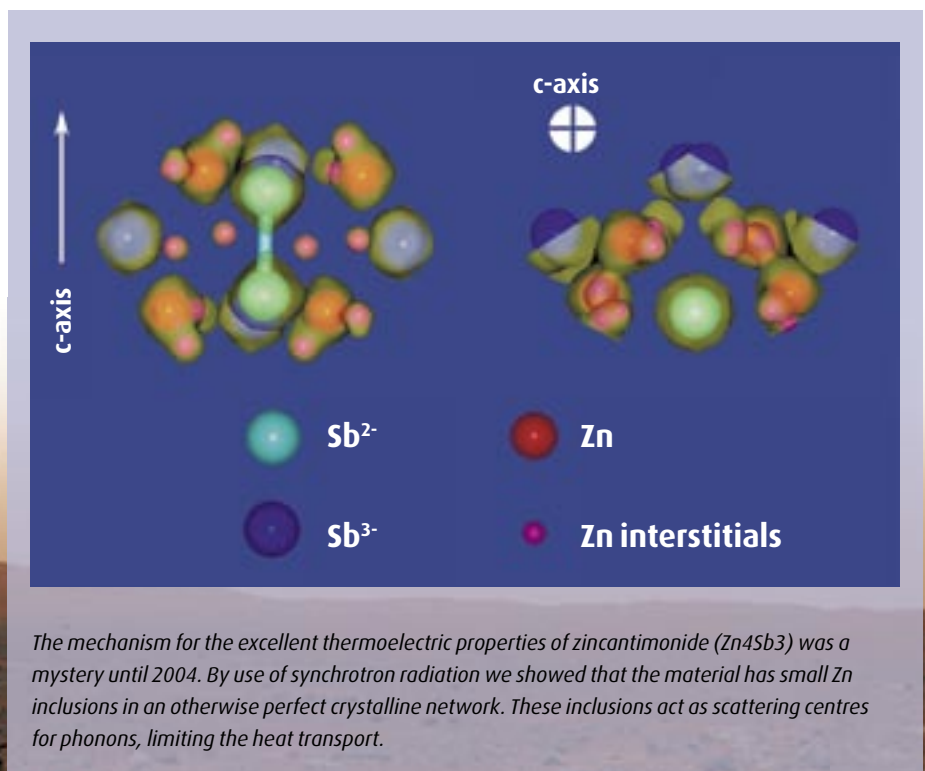 c-axis
c-axis
Sb²⁻
Zn
Sb³⁻
Zn interstitials
The mechanism for the excellent thermoelectric properties of zincantimonide (Zn4Sb3) was a
mystery until 2004. By use of synchrotron radiation we showed that the material has small Zn
inclusions in an otherwise perfect crystalline network. These inclusions act as scattering centres
for phonons, limiting the heat transport.